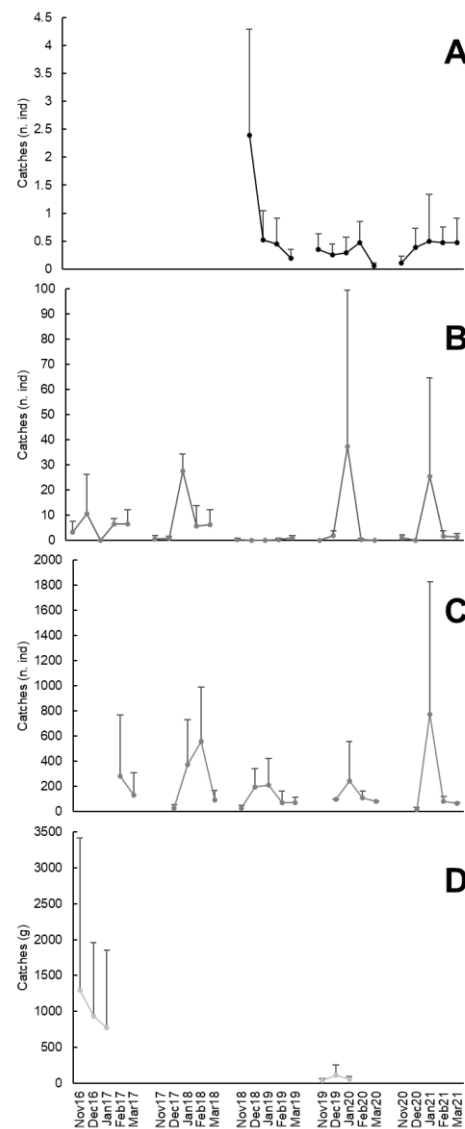 A
Catches (n. ind)
4.5
4
3.5
3
2.5
2
1.5
1
0.5
0
B
Catches (n. ind)
100
90
80
70
60
50
40
30
20
10
0
C
Catches (n. ind)
2000
1800
1600
1400
1200
1000
800
600
400
200
0
D
Catches (g)
3500
3000
2500
2000
1500
1000
500
0
Nov16
Dec16
Jan17
Feb17
Mar17
Nov17
Dec17
Jan18
Feb18
Mar18
Nov18
Dec18
Jan19
Feb19
Mar19
Nov19
Dec19
Jan20
Feb20
Mar20
Nov20
Dec20
Jan21
Feb21
Mar21